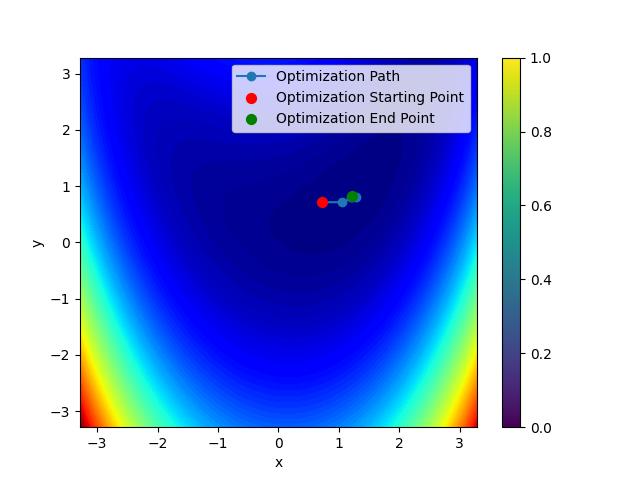 Optimization Path
Optimization Starting Point
Optimization End Point
3
2
1
0
−1
−2
−3
y
−3 −2 −1 0 1 2 3
x
1.0
0.8
0.6
0.4
0.2
0.0